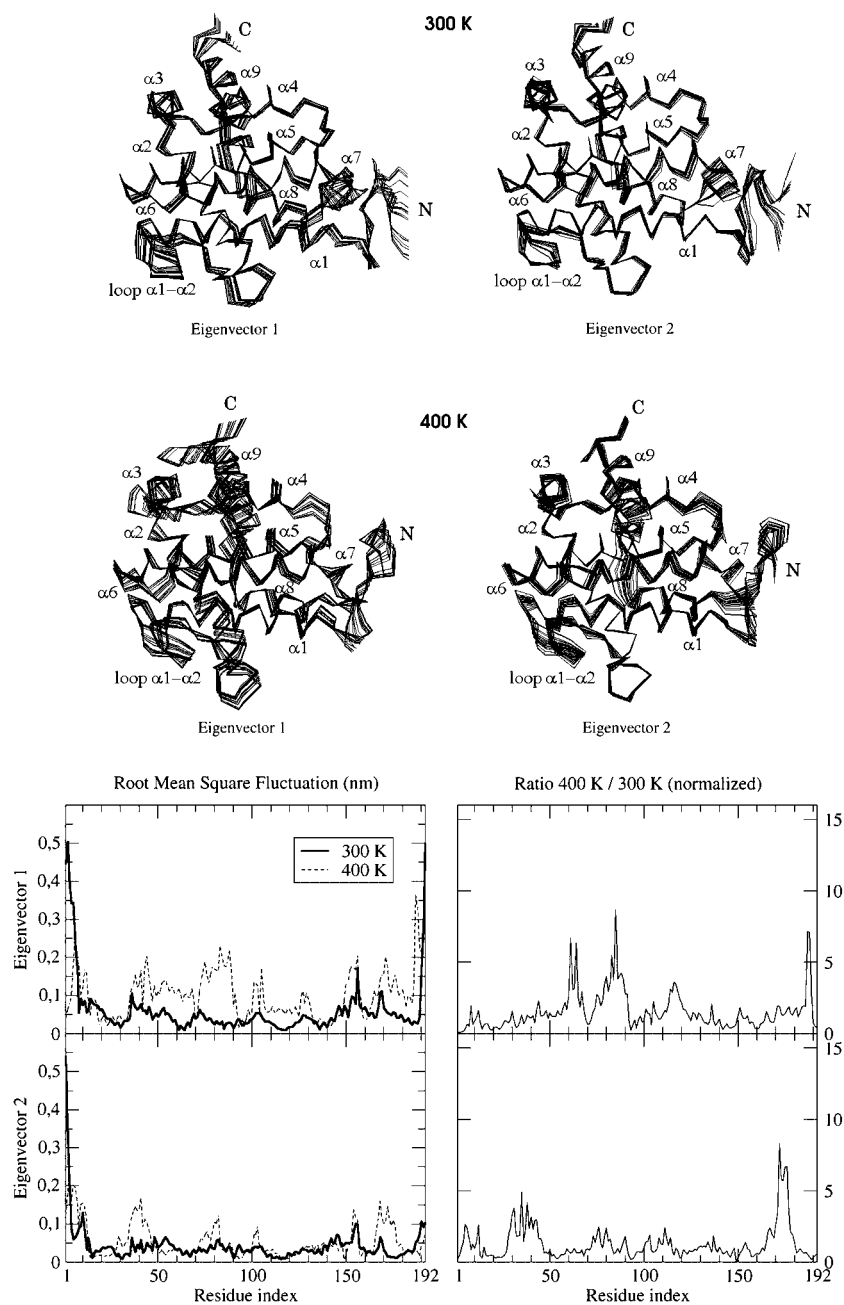 300 K
C
α9
α3
α4
α2
α5
α7
α8
α6
N
α1
loop α1−α2
Eigenvector 1
C
α9
α3
α4
α2
α5
α7
α8
α6
N
α1
loop α1−α2
Eigenvector 2
400 K
C
α9
α3
α4
α2
α5
α7
N
α6
α8
α1
loop α1−α2
Eigenvector 1
C
α9
α3
α4
α2
α5
α7
N
α6
α8
α1
loop α1−α2
Eigenvector 2
Root Mean Square Fluctuation (nm)
Ratio 400 K / 300 K (normalized)
Eigenvector 1
0,5
0,4
0,3
0,2
0,1
0
300 K
400 K
15
10
5
0
Eigenvector 2
0,5
0,4
0,3
0,2
0,1
0
15
10
5
0
1 50 100 150 192
1 50 100 150 192
Residue index
Residue index